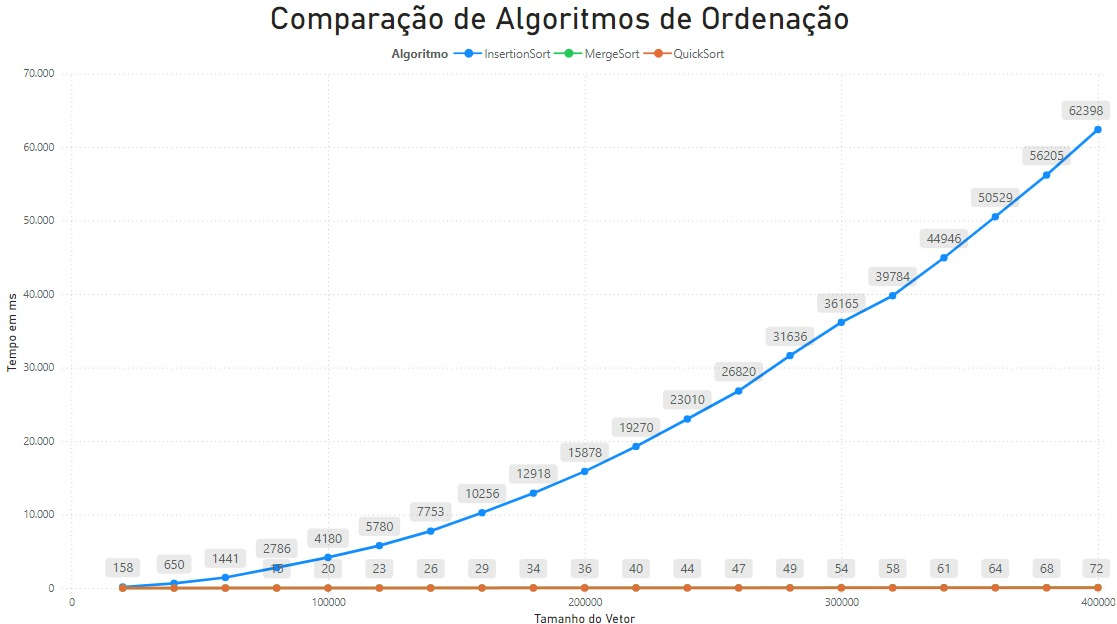 Comparação de Algoritmos de Ordenação
Algoritmo InsertionSort MergeSort QuickSort
70.000
60.000
50.000
40.000
30.000
20.000
10.000
0
Tempo em ms
158 650 1441 2786 4180 5780 7753 10256 12918 15878 19270 23010 26820 31636 36165 39784 44946 50529 56205 62398
20 23 26 29 34 36 40 44 47 49 54 58 61 64 68 72
0 100000 200000 300000 400000
Tamanho do Vetor